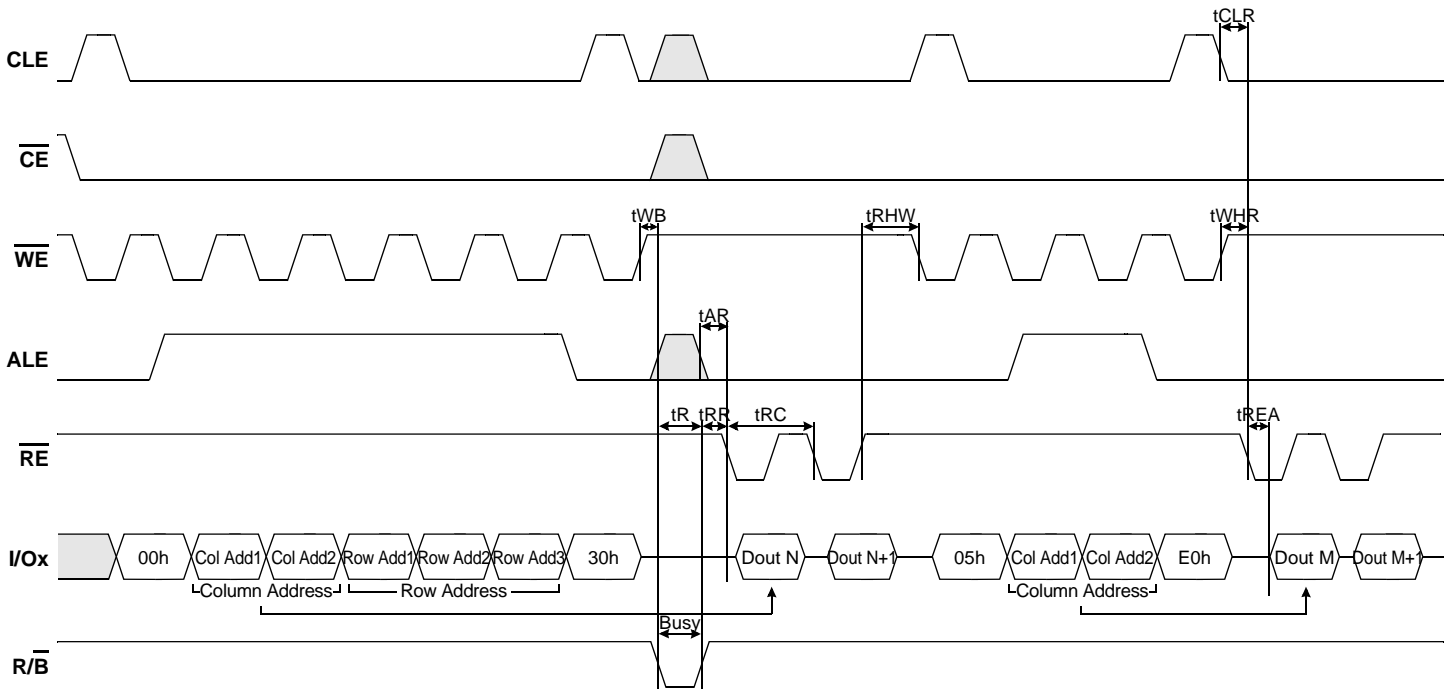 tCLR
CLE
CE
tWB
tRHW
tWHR
WE
tAR
ALE
tR
tRR
tRC
tREA
RE
I/Ox
00h
Col Add1
Col Add2
Row Add1
Row Add2
Row Add3
30h
Dout N
Dout N+1
05h
Col Add1
Col Add2
E0h
Dout M
Dout M+1
Column Address
Row Address
Column Address
Busy
R/B